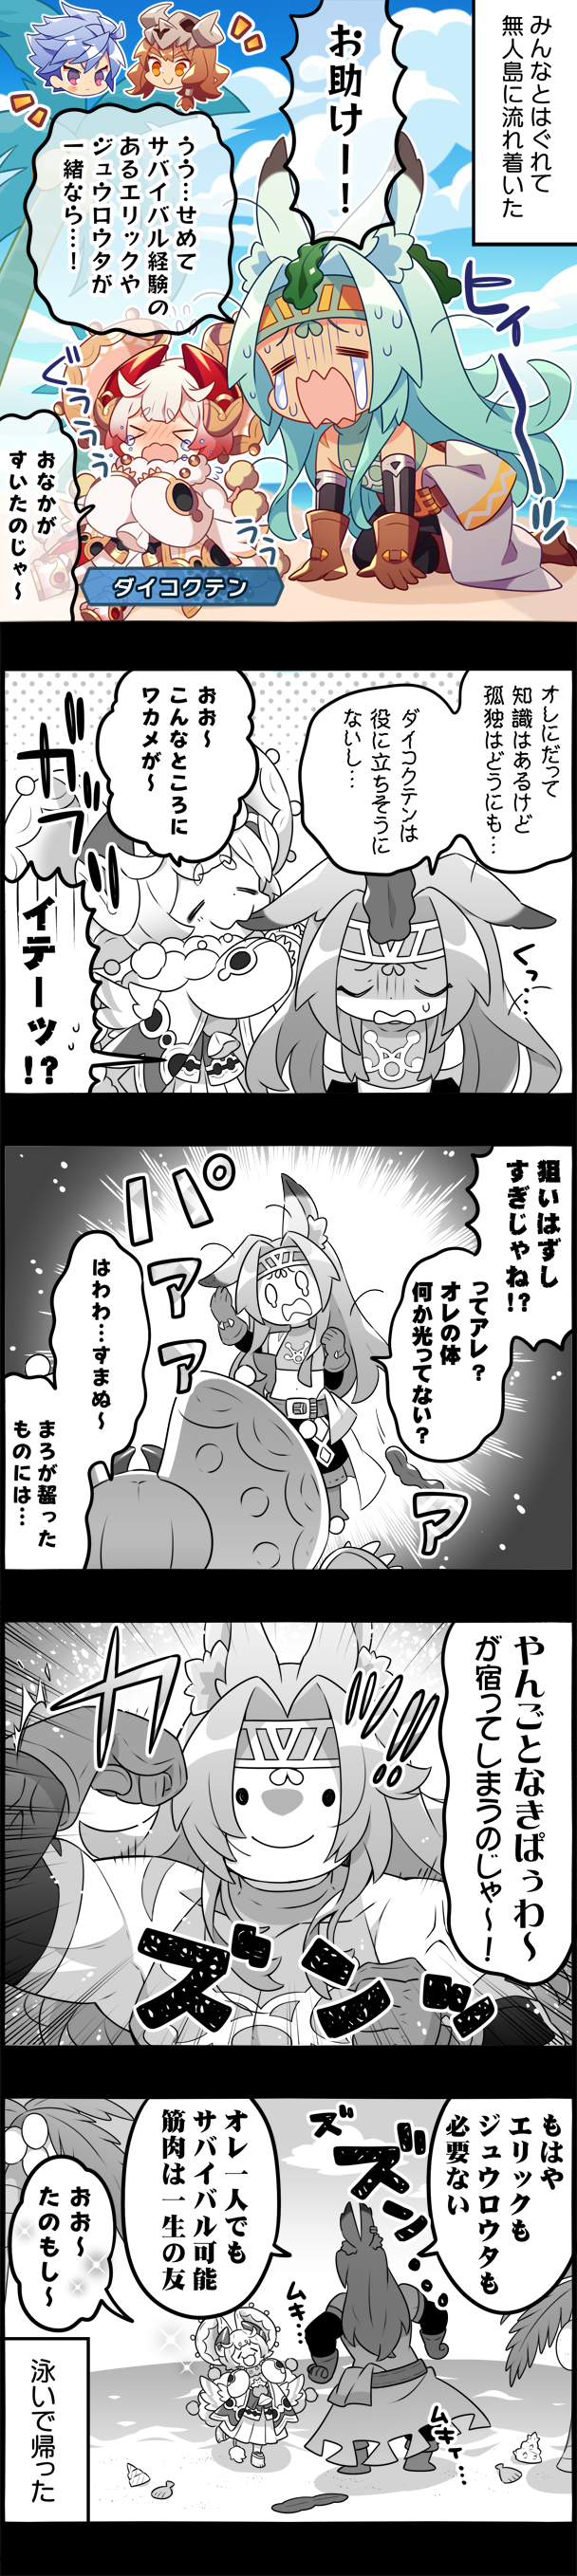 みんなとはぐれて
無人島に流れ着いた
お助けー！
うう…せめて
サバイバル経験の
あるエリックや
ジュウロウタが
一緒なら…！
ヒィ〜〜ッ
ぐぅううう
うう
おなかが
すいたのじゃ〜
ダイコクテン
オレにだって
知識はあるけど
孤独はどうにも…
ダイコクテンは
役に立ちそうに
ないし…
くっ……
おお〜
こんなところに
ワカメが〜
ガブ
イテーッ!?
狙いはずし
すぎじゃね!?
ってアレ？
オレの体
何か光ってない？
パァァァ
はわわ…すまぬ〜
まろが齧った
ものには…
やんごとなきぱぅわ〜
が宿ってしまうのじゃ〜！
カッ!!
ズンッ
もはや
エリックも
ジュウロウタも
必要ない
ズズンッ…
オレ一人でも
サバイバル可能
筋肉は一生の友
ムキ…
ムキィ…
おお〜
たのもし〜
泳いで帰った